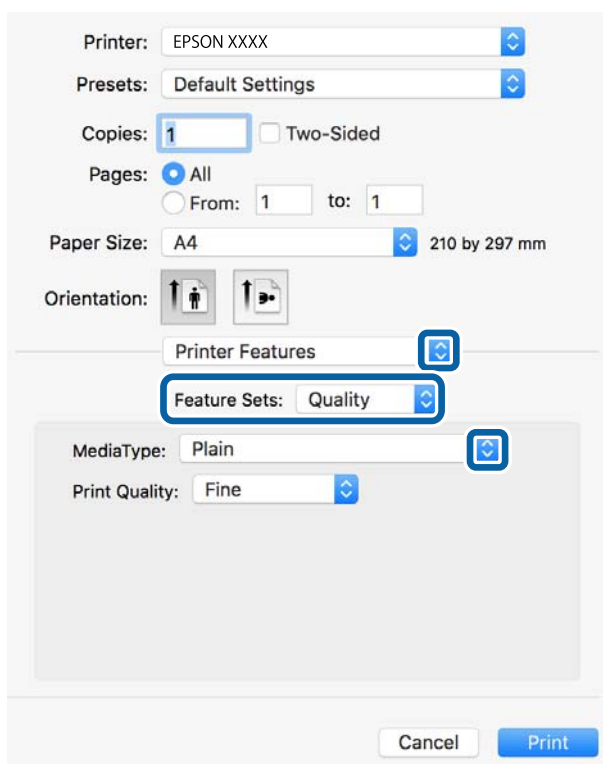 Printer: EPSON XXXX
Presets: Default Settings
Copies: 1 Two-Sided
Pages: All
From: 1 to: 1
Paper Size: A4 210 by 297 mm
Orientation:
Printer Features
Feature Sets: Quality
MediaType: Plain
Print Quality: Fine
Cancel Print